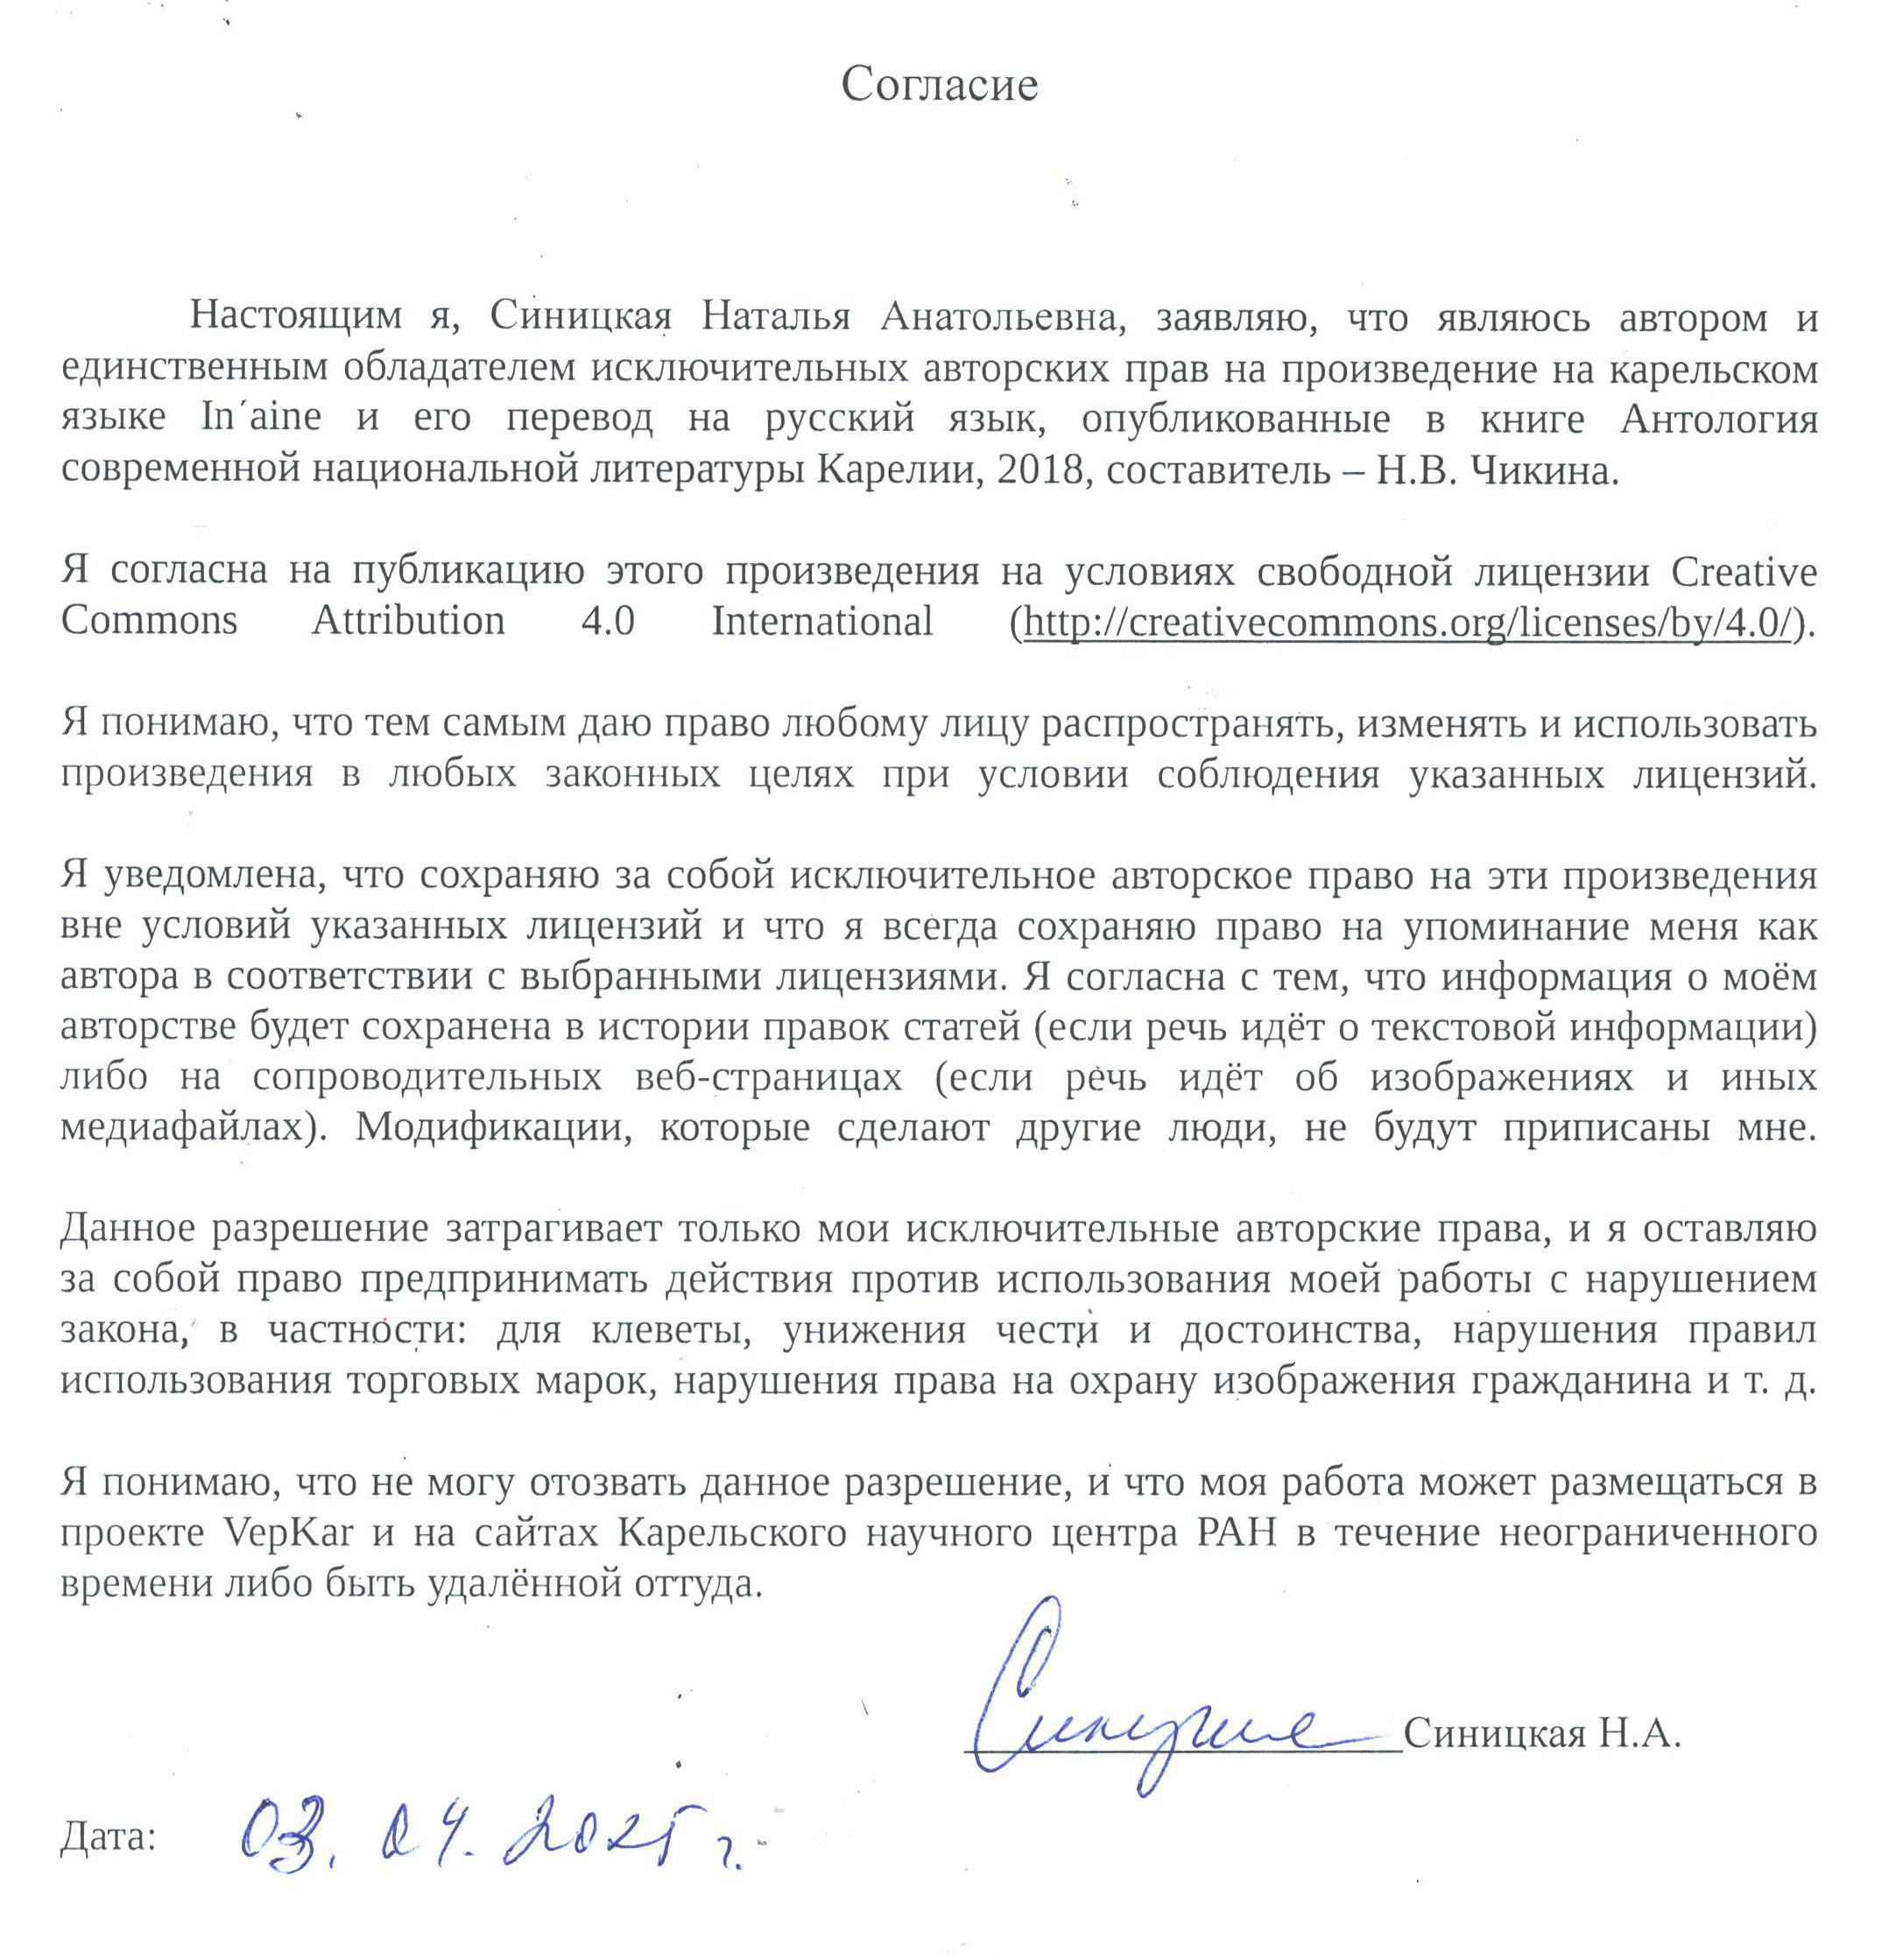 Согласие
Настоящим я, Синицкая Наталья Анатольевна, заявляю, что являюсь автором и
единственным обладателем исключительных авторских прав на произведение на карельском
языке In´aine и его перевод на русский язык, опубликованные в книге Антология
современной национальной литературы Карелии, 2018, составитель – Н.В. Чикина.
Я согласна на публикацию этого произведения на условиях свободной лицензии Creative
Commons Attribution 4.0 International (http://creativecommons.org/licenses/by/4.0/).
Я понимаю, что тем самым даю право любому лицу распространять, изменять и использовать
произведения в любых законных целях при условии соблюдения указанных лицензий.
Я уведомлена, что сохраняю за собой исключительное авторское право на эти произведения
вне условий указанных лицензий и что я всегда сохраняю право на упоминание меня как
автора в соответствии с выбранными лицензиями. Я согласна с тем, что информация о моём
авторстве будет сохранена в истории правок статей (если речь идёт о текстовой информации)
либо на сопроводительных веб-страницах (если речь идёт об изображениях и иных
медиафайлах). Модификации, которые сделают другие люди, не будут приписаны мне.
Данное разрешение затрагивает только мои исключительные авторские права, и я оставляю
за собой право предпринимать действия против использования моей работы с нарушением
закона, в частности: для клеветы, унижения чести и достоинства, нарушения правил
использования торговых марок, нарушения права на охрану изображения гражданина и т. д.
Я понимаю, что не могу отозвать данное разрешение, и что моя работа может размещаться в
проекте VepKar и на сайтах Карельского научного центра РАН в течение неограниченного
времени либо быть удалённой оттуда.
Синицкая Н.А.
Дата: 03.04.2025 г.